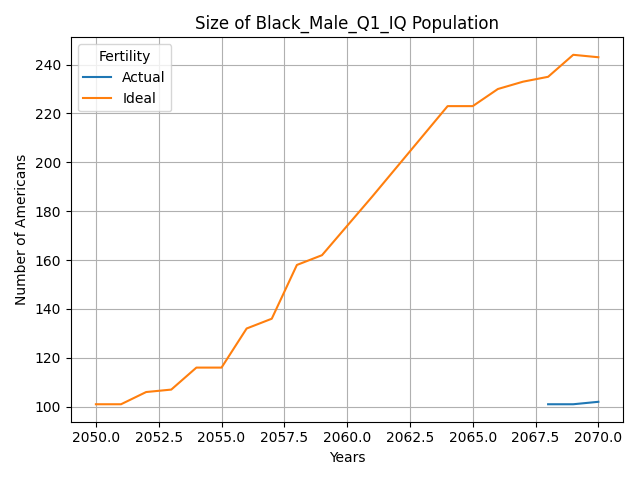 Size of Black_Male_Q1_IQ Population
Fertility
Actual
Ideal
Number of Americans
240
220
200
180
160
140
120
100
2050.0 2052.5 2055.0 2057.5 2060.0 2062.5 2065.0 2067.5 2070.0
Years